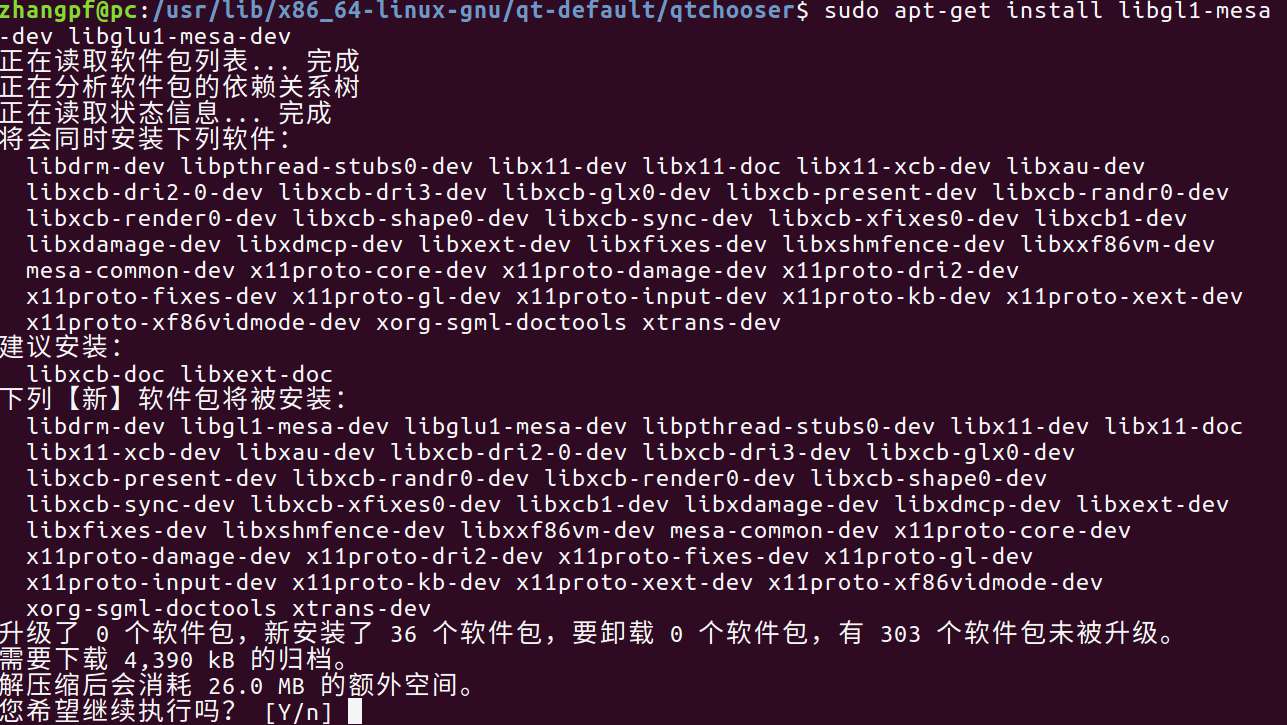 zhangpf@pc:/usr/lib/x86_64-linux-gnu/qt-default/qtchooser$ sudo apt-get install libgl1-mesa
-dev libglu1-mesa-dev
正在读取软件包列表... 完成
正在分析软件包的依赖关系树
正在读取状态信息... 完成
将会同时安装下列软件：
  libdrm-dev libpthread-stubs0-dev libx11-dev libx11-doc libx11-xcb-dev libxau-dev
  libxcb-dri2-0-dev libxcb-dri3-dev libxcb-glx0-dev libxcb-present-dev libxcb-randr0-dev
  libxcb-render0-dev libxcb-shape0-dev libxcb-sync-dev libxcb-xfixes0-dev libxcb1-dev
  libxdamage-dev libxdmcp-dev libxext-dev libxfixes-dev libxshmfence-dev libxxf86vm-dev
  mesa-common-dev x11proto-core-dev x11proto-damage-dev x11proto-dri2-dev
  x11proto-fixes-dev x11proto-gl-dev x11proto-input-dev x11proto-kb-dev x11proto-xext-dev
  x11proto-xf86vidmode-dev xorg-sgml-doctools xtrans-dev
建议安装：
  libxcb-doc libxext-doc
下列【新】软件包将被安装：
  libdrm-dev libgl1-mesa-dev libglu1-mesa-dev libpthread-stubs0-dev libx11-dev libx11-doc
  libx11-xcb-dev libxau-dev libxcb-dri2-0-dev libxcb-dri3-dev libxcb-glx0-dev
  libxcb-present-dev libxcb-randr0-dev libxcb-render0-dev libxcb-shape0-dev
  libxcb-sync-dev libxcb-xfixes0-dev libxcb1-dev libxdamage-dev libxdmcp-dev libxext-dev
  libxfixes-dev libxshmfence-dev libxxf86vm-dev mesa-common-dev x11proto-core-dev
  x11proto-damage-dev x11proto-dri2-dev x11proto-fixes-dev x11proto-gl-dev
  x11proto-input-dev x11proto-kb-dev x11proto-xext-dev x11proto-xf86vidmode-dev
  xorg-sgml-doctools xtrans-dev
升级了 0 个软件包，新安装了 36 个软件包，要卸载 0 个软件包，有 303 个软件包未被升级。
需要下载 4,390 kB 的归档。
解压缩后会消耗 26.0 MB 的额外空间。
您希望继续执行吗？ [Y/n]